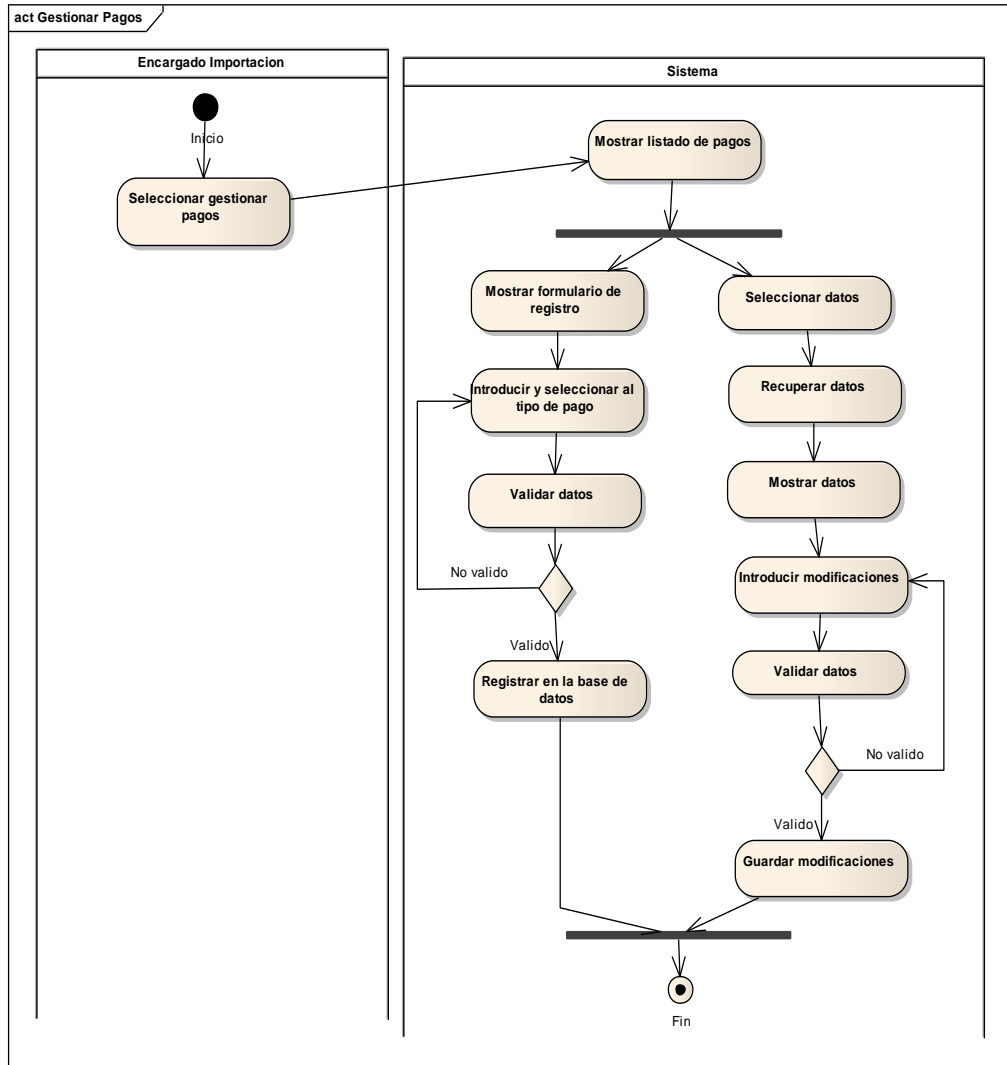 act Gestionar Pagos
Encargado Importacion
Sistema
Inicio
Mostrar listado de pagos
Seleccionar gestionar
pagos
Mostrar formulario de
registro
Seleccionar datos
Introducir y seleccionar al
tipo de pago
Recuperar datos
Validar datos
Mostrar datos
No valido
Introducir modificaciones
Valido
Registrar en la base de
datos
Validar datos
No valido
Valido
Guardar modificaciones
Fin